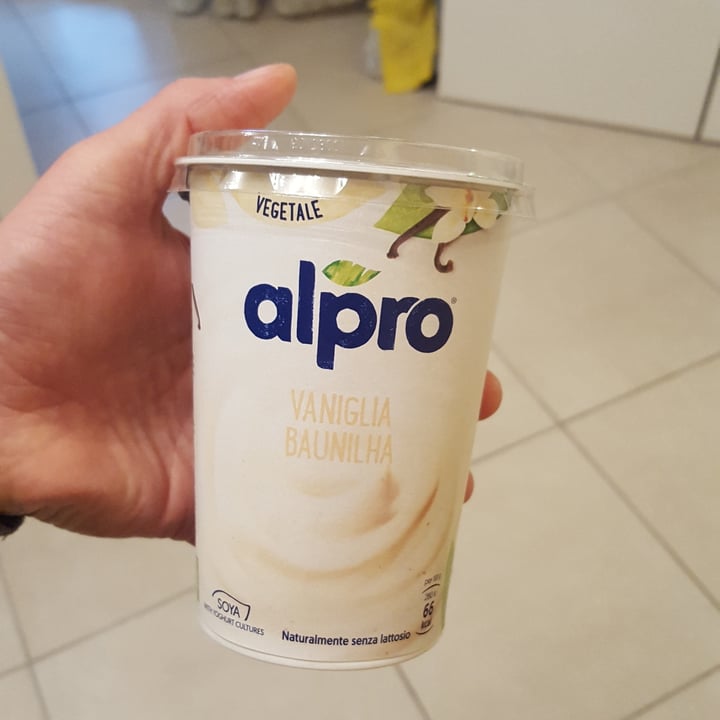 VEGETALE
alpro®
VANIGLIA
BAUNILHA
SOYA
WITH YOGHURT CULTURES
Naturalmente senza lattosio
66
kcal